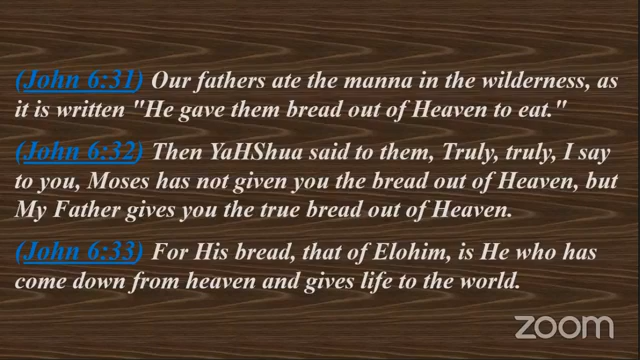 (John 6:31) Our fathers ate the manna in the wilderness, as
it is written "He gave them bread out of Heaven to eat."
(John 6:32) Then YaHShua said to them, Truly, truly, I say
to you, Moses has not given you the bread out of Heaven, but
My Father gives you the true bread out of Heaven.
(John 6:33) For His bread, that of Elohim, is He who has
come down from heaven and gives life to the world.
zoom